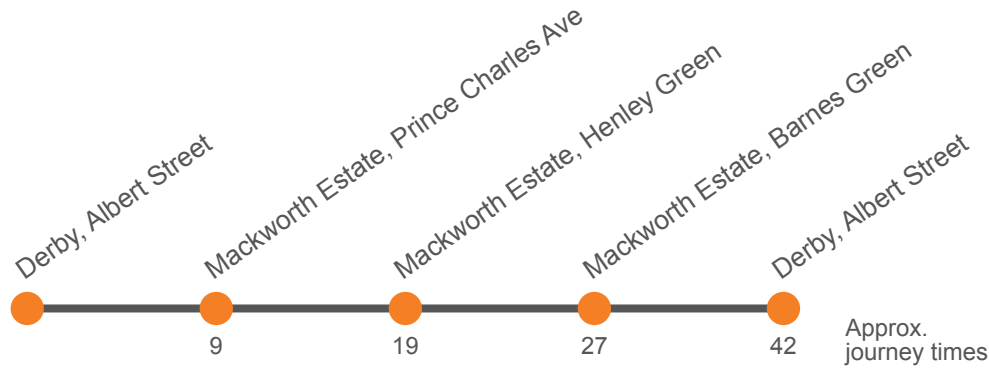 Derby, Albert Street
Mackworth Estate, Prince Charles Ave
Mackworth Estate, Henley Green
Mackworth Estate, Barnes Green
Derby, Albert Street
9
19
27
42
Approx.
journey times